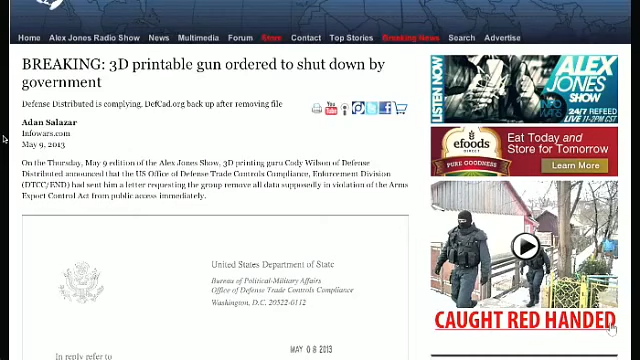 Home Alex Jones Radio Show News Multimedia Forum Store Contact Top Stories Breaking News Search Advertise
BREAKING: 3D printable gun ordered to shut down by
government
Defense Distributed is complying, DefCad.org back up after removing file
You
Tube
Adan Salazar
Infowars.com
May 9, 2013
On the Thursday, May 9 edition of the Alex Jones Show, 3D printing guru Cody Wilson of Defense
Distributed announced that the US Office of Defense Trade Controls Compliance, Enforcement Division
(DTCC/END) had sent him a letter requesting the group remove all data supposedly in violation of the Arms
Export Control Act from public access immediately.
United States Department of State
Bureau of Political-Military Affairs
Office of Defense Trade Controls Compliance
Washington, D.C. 20522-0112
MAY 08 2013
In reply refer to
LISTEN NOW
ALEX
JONES
SHOW
24/7 REFEED
LIVE 11-2PM CST
efoods
DIRECT
PURE GOODNESS
Eat Today and
Store for Tomorrow
Learn More
CAUGHT RED HANDED